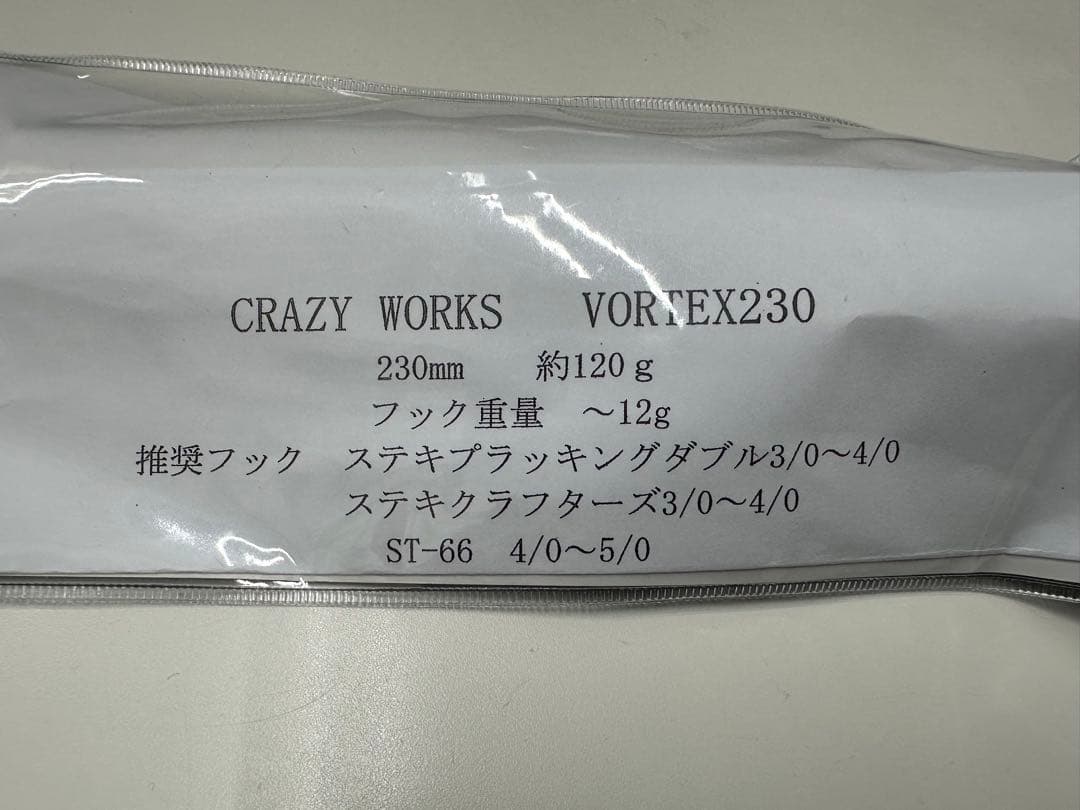 CRAZY WORKS　VORTEX230
230mm　約120ｇ
フック重量　～12g
推奨フック　ステキプラッキングダブル3/0～4/0
ステキクラフターズ3/0～4/0
ST-66　4/0～5/0